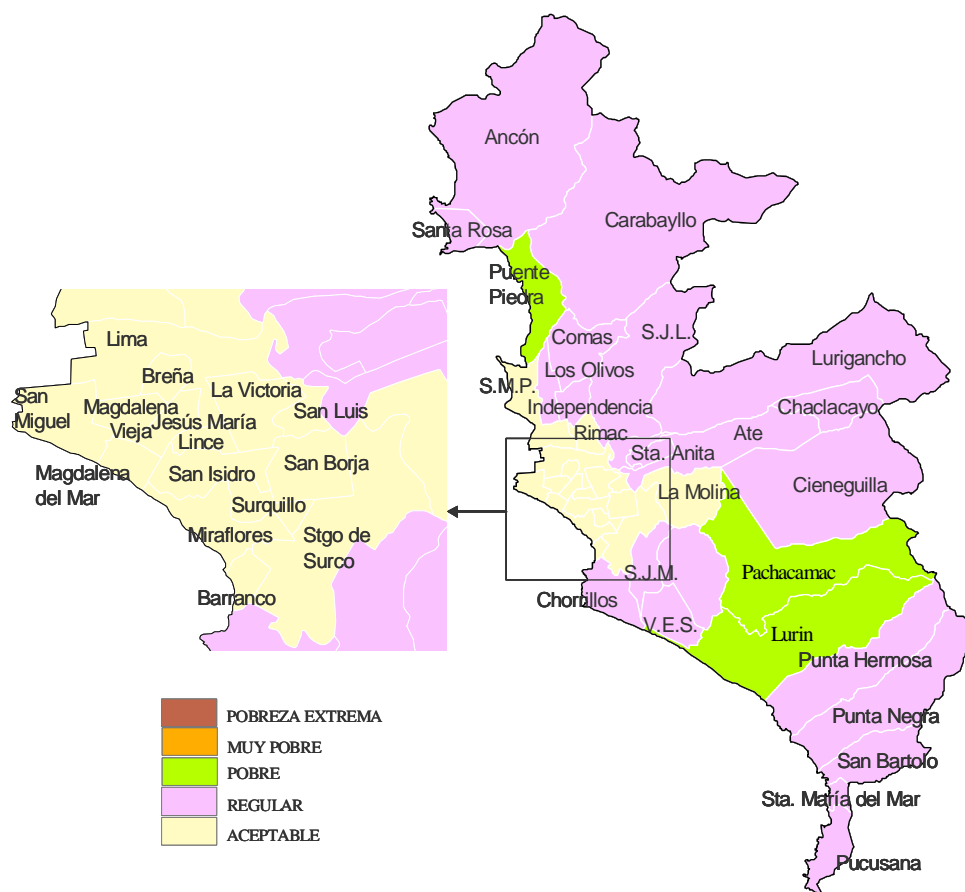 Ancón
Carabayllo
Santa Rosa
Puente
Piedra
Comas
S.J.L.
Los Olivos
Lurigancho
S.M.P.
Independencia
Chaclacayo
Rimac
Ate
Sta. Anita
La Molina
Cieneguilla
S.J.M.
Pachacamac
Chorrillos
V.E.S.
Lurin
Punta Hermosa
Punta Negra
San Bartolo
Sta. María del Mar
Pucusana
Lima
Breña
La Victoria
San
Miguel
Magdalena
Vieja
Jesús María
San Luis
Lince
Magdalena
del Mar
San Isidro
San Borja
Surquillo
Miraflores
Stgo de
Surco
Barranco
POBREZA EXTREMA
MUY POBRE
POBRE
REGULAR
ACEPTABLE